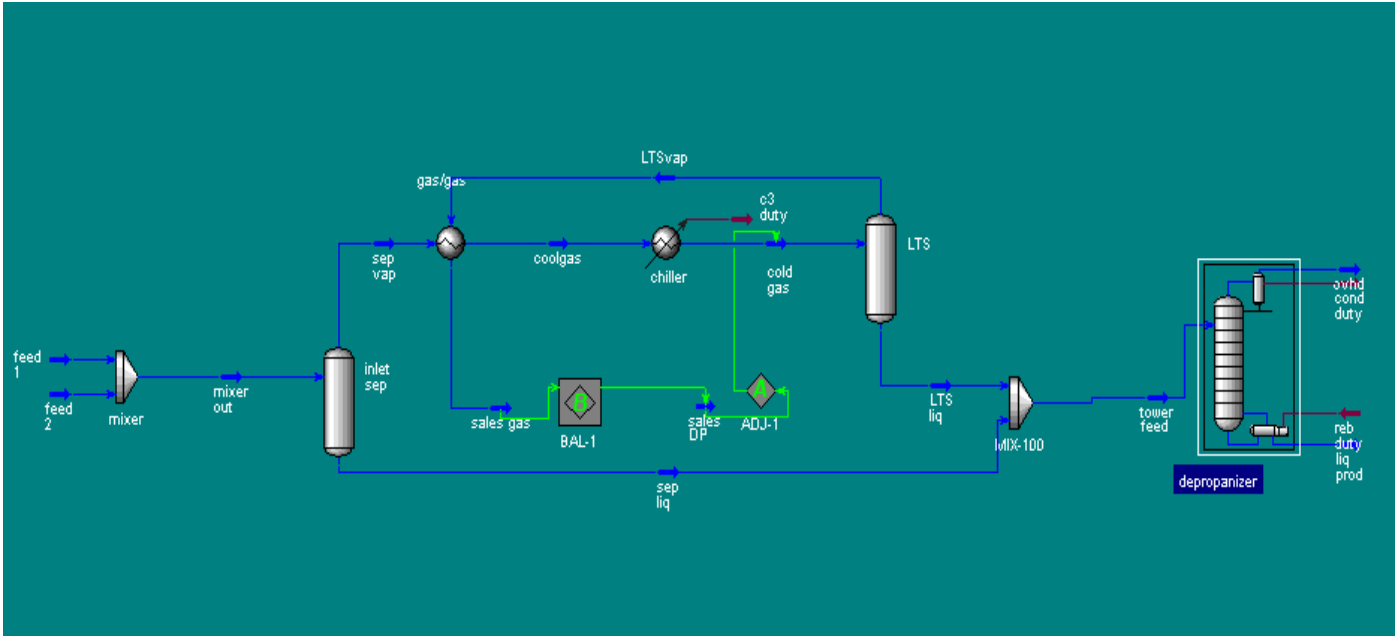 LTSvap
gas/gas
c3
duty
sep
vap
coolgas
chiller
cold
gas
LTS
feed
1
feed
2
mixer
mixer
out
inlet
sep
sales gas
B
BAL-1
sales
DP
A
ADJ-1
LTS
liq
MIX-100
sep
liq
tower
feed
ovhd
cond
duty
reb
duty
liq
prod
depropanizer